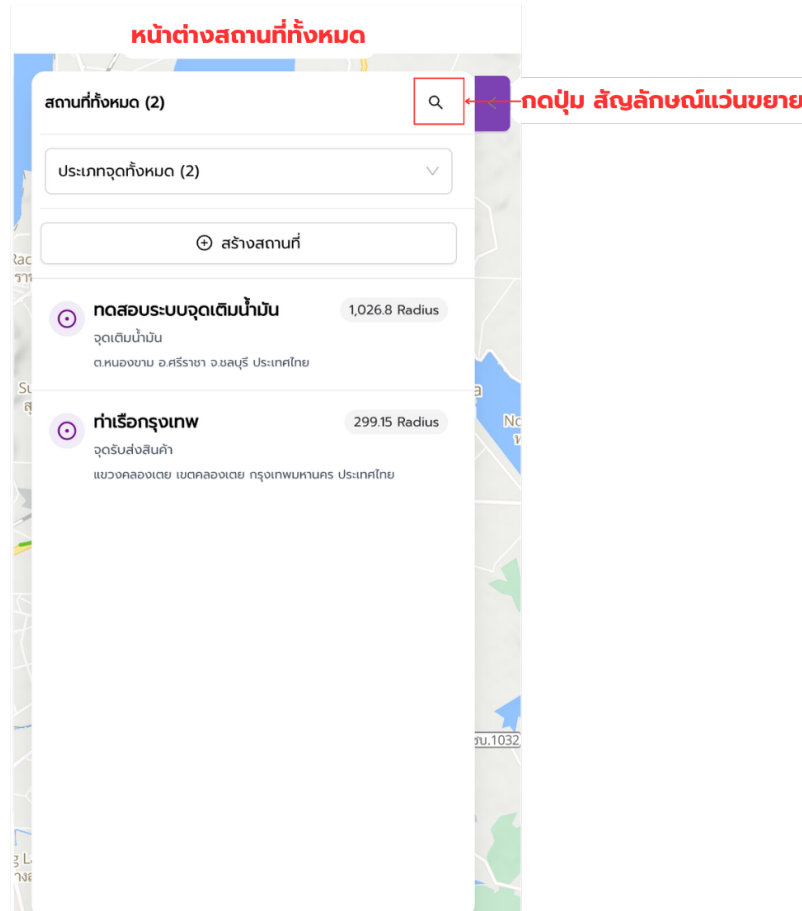 หน้าต่างสถานที่ทั้งหมด
สถานที่ทั้งหมด (2)
กดปุ่ม สัญลักษณ์แว่นขยาย
ประเภทจุดทั้งหมด (2)
สร้างสถานที่
ทดสอบระบบจุดเติมน้ำมัน
1,026.8 Radius
จุดเติมน้ำมัน
ต.หนองขาม อ.ศรีราชา จ.ชลบุรี ประเทศไทย
ท่าเรือกรุงเทพ
299.15 Radius
จุดรับส่งสินค้า
แขวงคลองเตย เขตคลองเตย กรุงเทพมหานคร ประเทศไทย
ชบ.1032